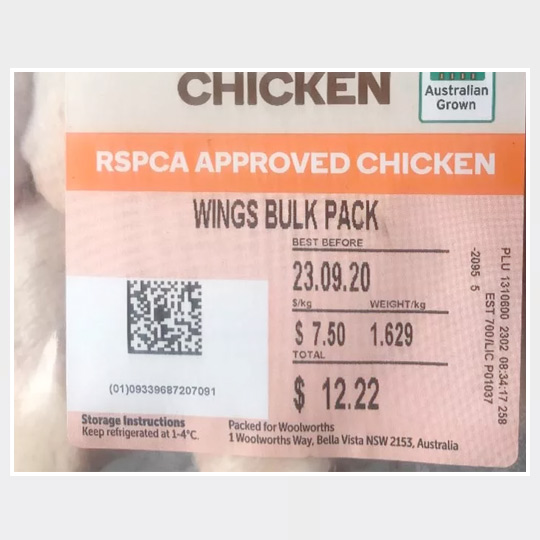 CHICKEN
Australian
Grown
RSPCA APPROVED CHICKEN
WINGS BULK PACK
BEST BEFORE
23.09.20
$/kg WEIGHT/kg
$ 7.50 1.629
TOTAL
$ 12.22
(01)09339687207091
PLU 1310600 2302 08:34:17 258
EST 700/LIC P01037
-2095 5
Storage Instructions
Keep refrigerated at 1-4°C.
Packed for Woolworths
1 Woolworths Way, Bella Vista NSW 2153, Australia